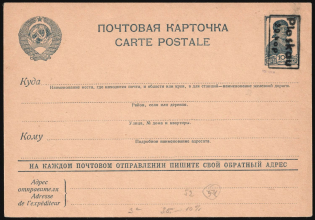 ПОЧТОВАЯ КАРТОЧКА
CARTE POSTALE
Куда
Наименование места, где находится почта, и области или края, а для станций—наименование железной дороги
Район, село или деревня
Улица, № дома и квартиры
Кому
Подробное наименование адресата
НА КАЖДОМ ПОЧТОВОМ ОТПРАВЛЕНИИ ПИШИТЕ СВОЙ ОБРАТНЫЙ АДРЕС
Адрес
отправителя
Adresse
de l'expéditeur